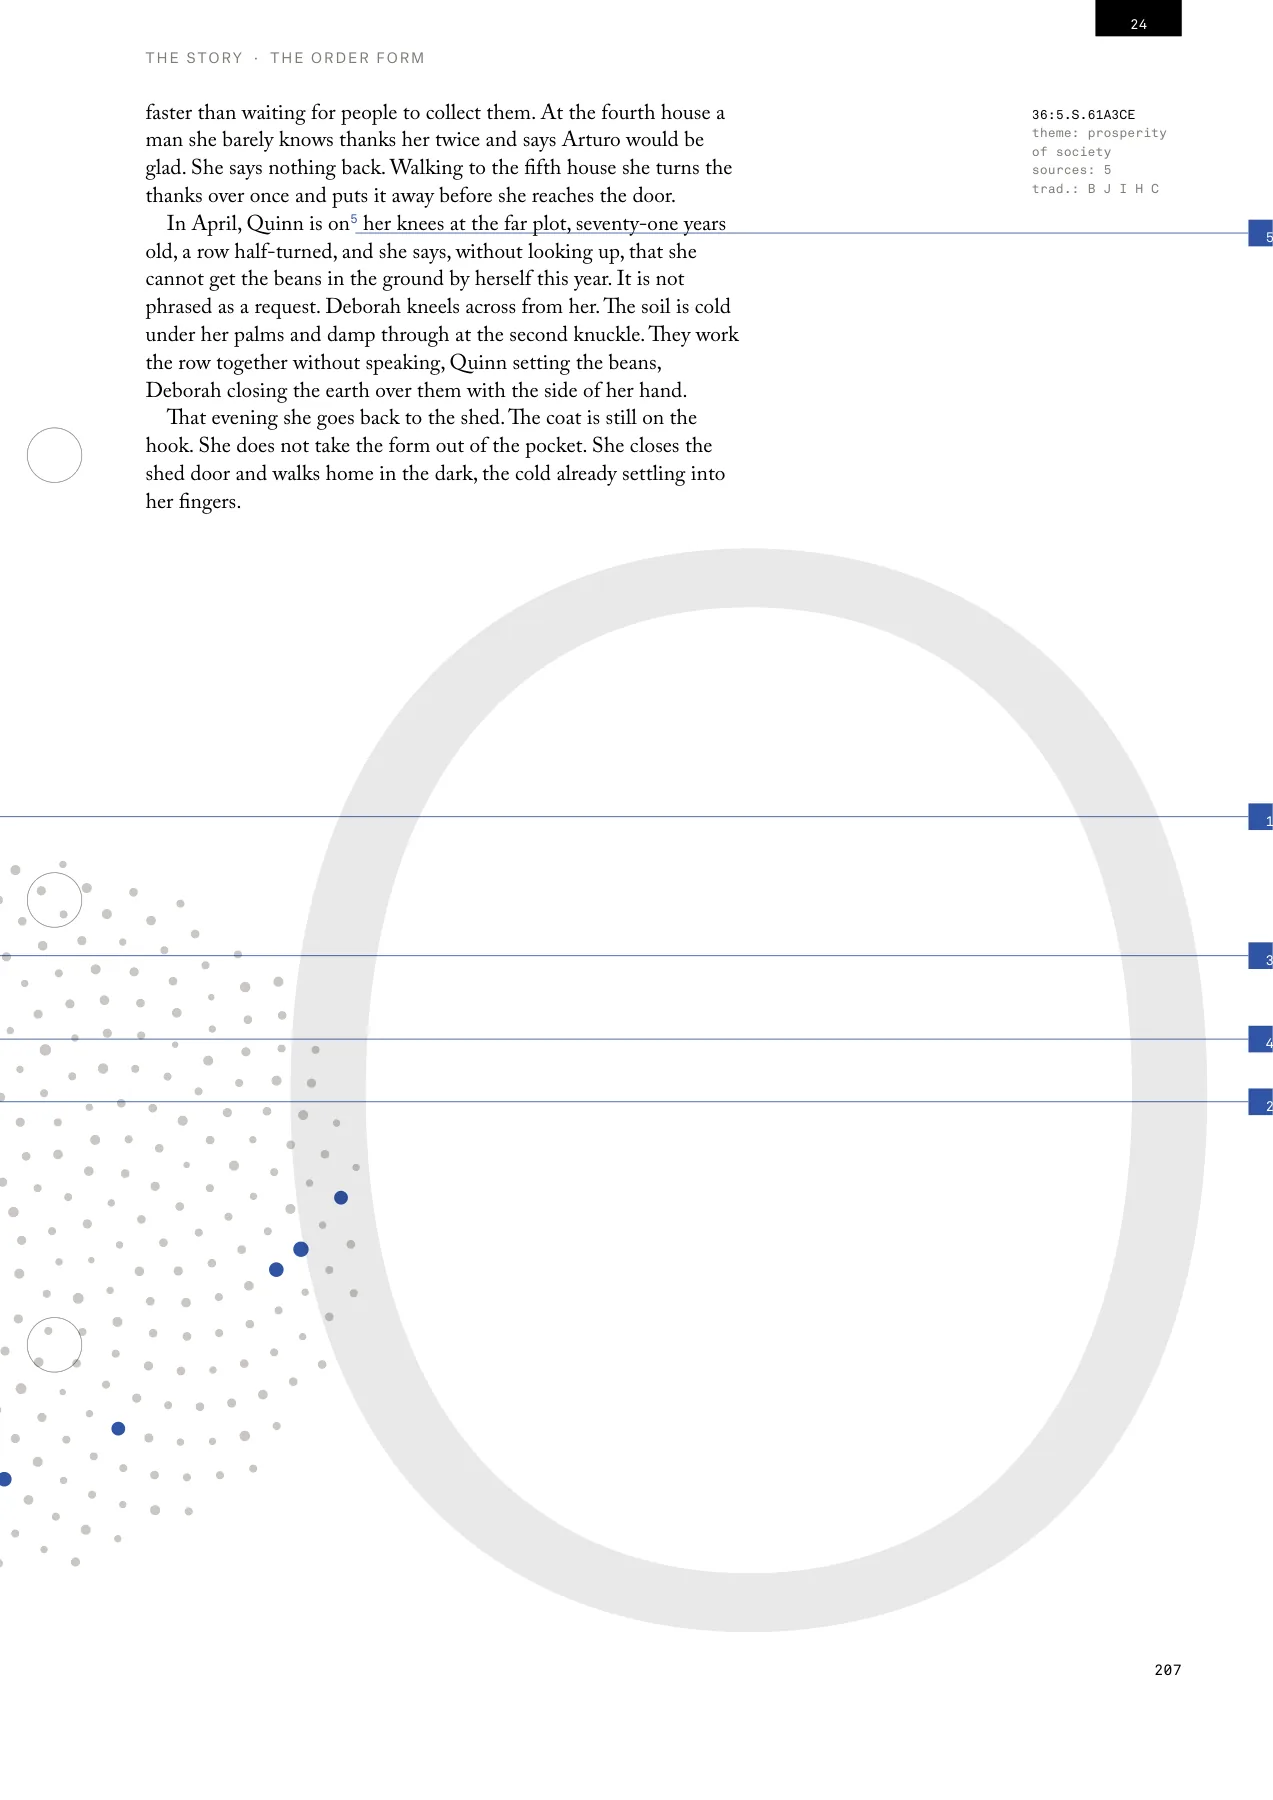 24
THE STORY · THE ORDER FORM
faster than waiting for people to collect them. At the fourth house a
man she barely knows thanks her twice and says Arturo would be
glad. She says nothing back. Walking to the fifth house she turns the
thanks over once and puts it away before she reaches the door.
In April, Quinn is on5 her knees at the far plot, seventy-one years
old, a row half-turned, and she says, without looking up, that she
cannot get the beans in the ground by herself this year. It is not
phrased as a request. Deborah kneels across from her. The soil is cold
under her palms and damp through at the second knuckle. They work
the row together without speaking, Quinn setting the beans,
Deborah closing the earth over them with the side of her hand.
That evening she goes back to the shed. The coat is still on the
hook. She does not take the form out of the pocket. She closes the
shed door and walks home in the dark, the cold already settling into
her fingers.
36:5.S.61A3CE
theme: prosperity
of society
sources: 5
trad.: B J I H C
5
1
3
4
2
207